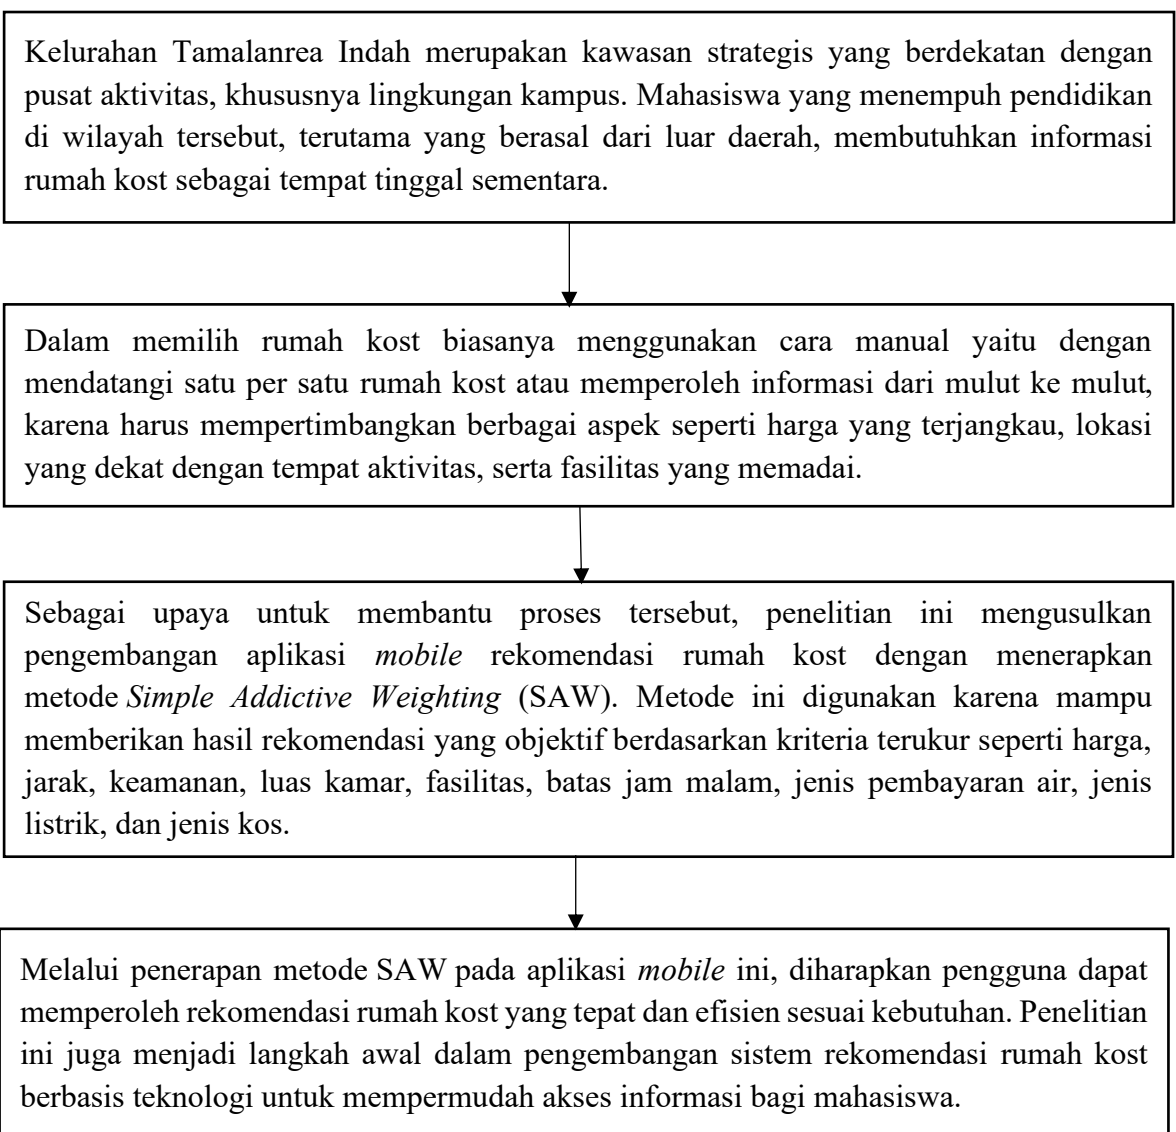 Kelurahan Tamalanrea Indah merupakan kawasan strategis yang berdekatan dengan
pusat aktivitas, khususnya lingkungan kampus. Mahasiswa yang menempuh pendidikan
di wilayah tersebut, terutama yang berasal dari luar daerah, membutuhkan informasi
rumah kost sebagai tempat tinggal sementara.
Dalam memilih rumah kost biasanya menggunakan cara manual yaitu dengan
mendatangi satu per satu rumah kost atau memperoleh informasi dari mulut ke mulut,
karena harus mempertimbangkan berbagai aspek seperti harga yang terjangkau, lokasi
yang dekat dengan tempat aktivitas, serta fasilitas yang memadai.
Sebagai upaya untuk membantu proses tersebut, penelitian ini mengusulkan
pengembangan aplikasi mobile rekomendasi rumah kost dengan menerapkan
metode Simple Addictive Weighting (SAW). Metode ini digunakan karena mampu
memberikan hasil rekomendasi yang objektif berdasarkan kriteria terukur seperti harga,
jarak, keamanan, luas kamar, fasilitas, batas jam malam, jenis pembayaran air, jenis
listrik, dan jenis kos.
Melalui penerapan metode SAW pada aplikasi mobile ini, diharapkan pengguna dapat
memperoleh rekomendasi rumah kost yang tepat dan efisien sesuai kebutuhan. Penelitian
ini juga menjadi langkah awal dalam pengembangan sistem rekomendasi rumah kost
berbasis teknologi untuk mempermudah akses informasi bagi mahasiswa.